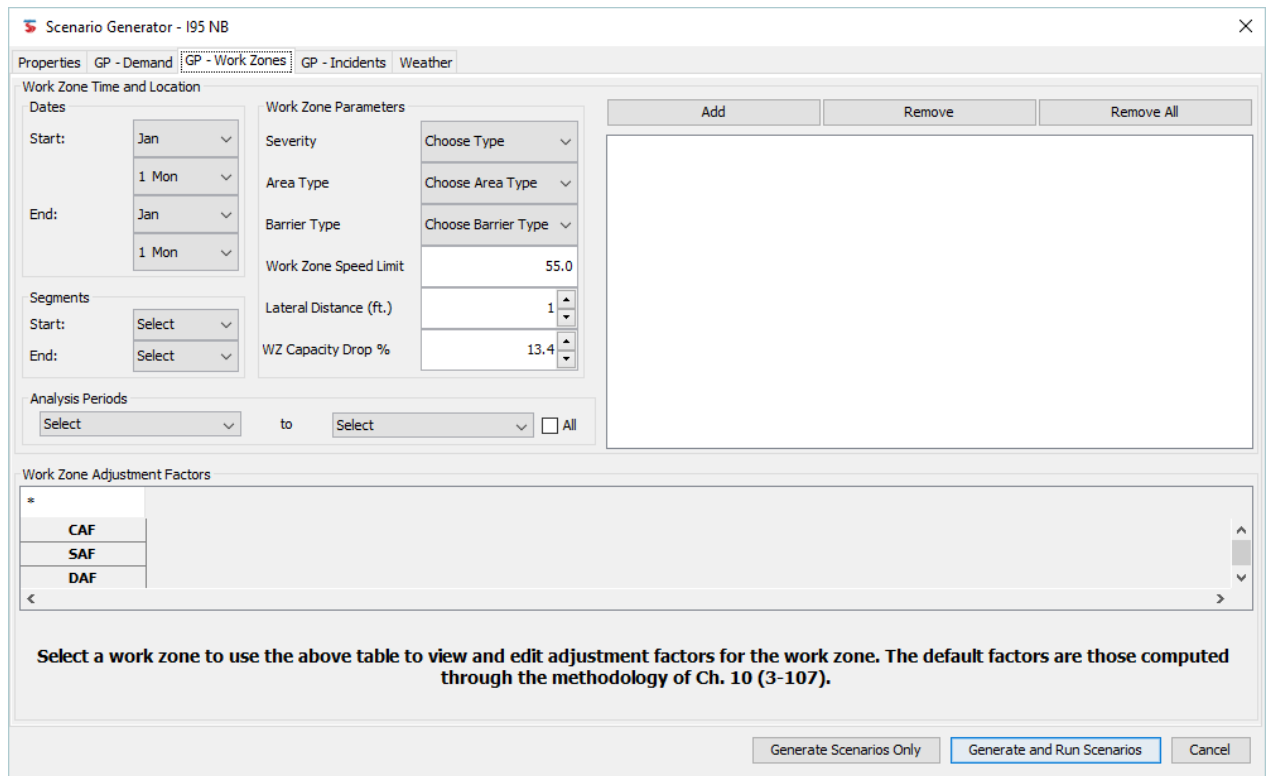 Scenario Generator - I95 NB
Properties GP - Demand GP - Work Zones GP - Incidents Weather
Work Zone Time and Location
Dates
Start: Jan
1 Mon
End: Jan
1 Mon
Segments
Start: Select
End: Select
Work Zone Parameters
Severity Choose Type
Area Type Choose Area Type
Barrier Type Choose Barrier Type
Work Zone Speed Limit 55.0
Lateral Distance (ft.) 1
WZ Capacity Drop % 13.4
Add Remove Remove All
Analysis Periods
Select to Select All
Work Zone Adjustment Factors
*
CAF
SAF
DAF
Select a work zone to use the above table to view and edit adjustment factors for the work zone. The default factors are those computed
through the methodology of Ch. 10 (3-107).
Generate Scenarios Only Generate and Run Scenarios Cancel